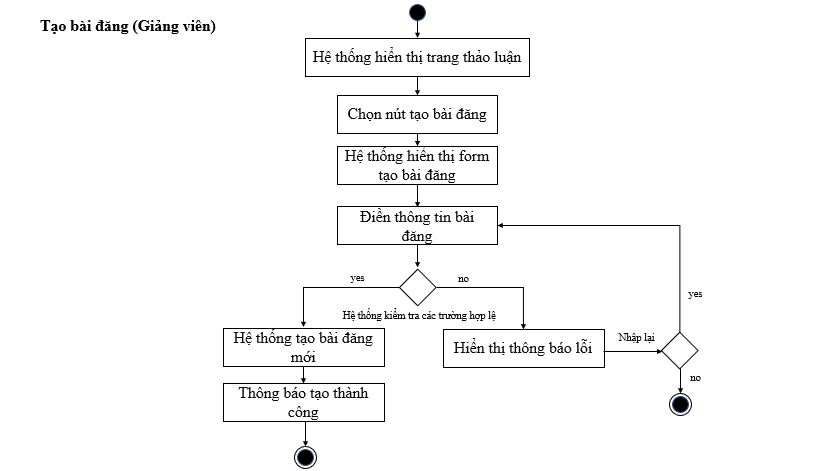 Tạo bài đăng (Giảng viên)
Hệ thống hiển thị trang thảo luận
Chọn nút tạo bài đăng
Hệ thống hiển thị form
tạo bài đăng
Điền thông tin bài
đăng
yes
no
Hệ thống kiểm tra các trường hợp lệ
yes
Hệ thống tạo bài đăng
mới
Hiển thị thông báo lỗi
Nhập lại
no
Thông báo tạo thành
công